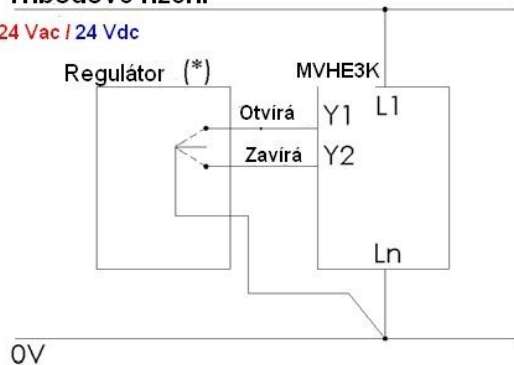 Tříbodové řízení
24 Vac / 24 Vdc
Regulátor (*)
MVHE3K
Otvírá
Y1
L1
Zavírá
Y2
Ln
0V